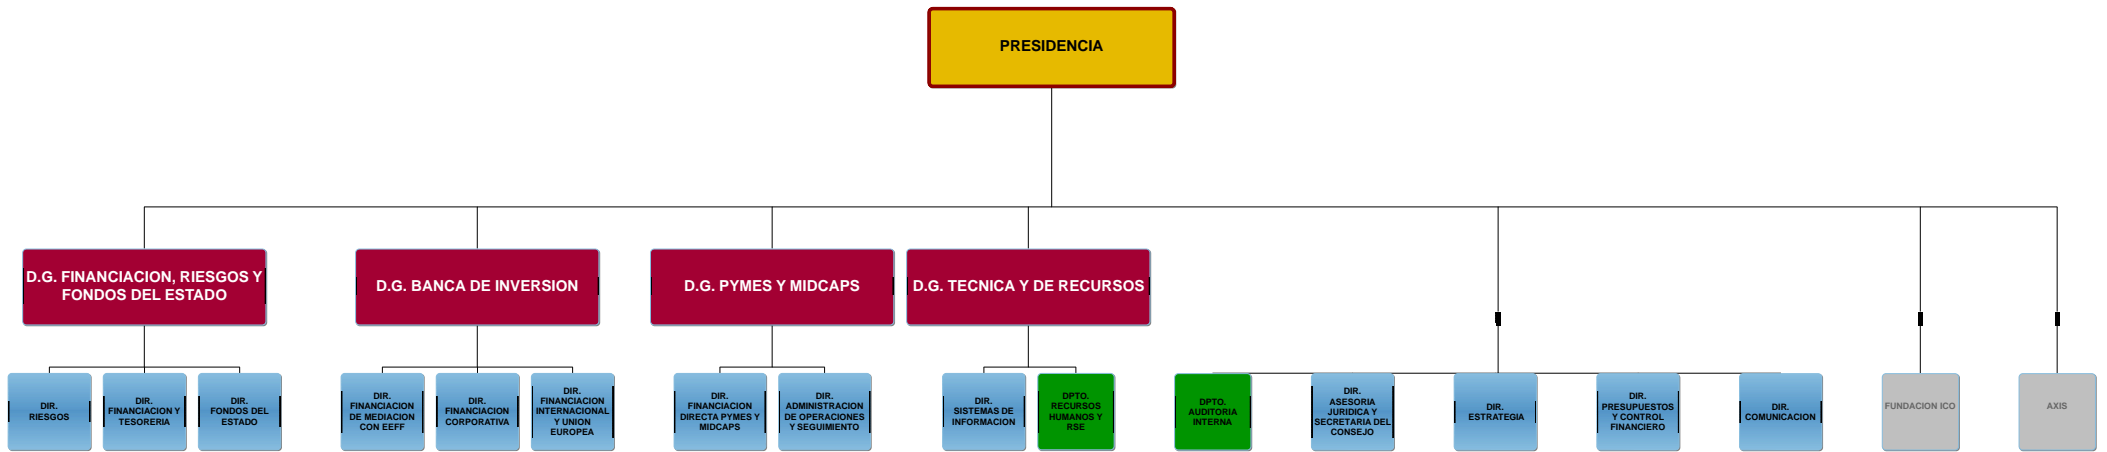 PRESIDENCIA
D.G. FINANCIACION, RIESGOS Y
FONDOS DEL ESTADO
D.G. BANCA DE INVERSION
D.G. PYMES Y MIDCAPS
D.G. TECNICA Y DE RECURSOS
DIR.
RIESGOS
DIR.
FINANCIACION Y
TESORERIA
DIR.
FONDOS DEL
ESTADO
DIR.
FINANCIACION
DE MEDIACION
CON EEFF
DIR.
FINANCIACION
CORPORATIVA
DIR.
FINANCIACION
INTERNACIONAL
Y UNION
EUROPEA
DIR.
FINANCIACION
DIRECTA PYMES Y
MIDCAPS
DIR.
ADMINISTRACION
DE OPERACIONES
Y SEGUIMIENTO
DIR.
SISTEMAS DE
INFORMACION
DPTO.
RECURSOS
HUMANOS Y
RSE
DPTO.
AUDITORIA
INTERNA
DIR.
ASESORIA
JURIDICA Y
SECRETARIA DEL
CONSEJO
DIR.
ESTRATEGIA
DIR.
PRESUPUESTOS
Y CONTROL
FINANCIERO
DIR.
COMUNICACION
FUNDACION ICO
AXIS